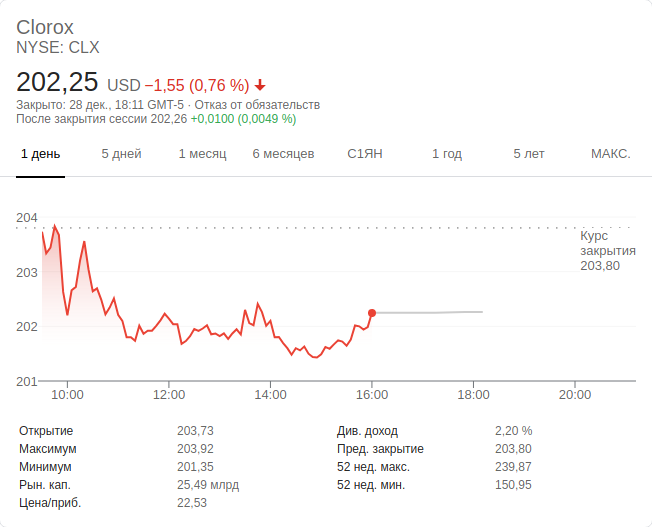 Clorox
NYSE: CLX
202,25 USD −1,55 (0,76 %)
Закрыто: 28 дек., 18:11 GMT-5 · Отказ от обязательств
После закрытия сессии 202,26 +0,0100 (0,0049 %)
1 день 5 дней 1 месяц 6 месяцев С1ЯН 1 год 5 лет МАКС.
204
Курс
закрытия
203,80
203
202
201
10:00 12:00 14:00 16:00 18:00 20:00
Открытие 203,73 Див. доход 2,20 %
Максимум 203,92 Пред. закрытие 203,80
Минимум 201,35 52 нед. макс. 239,87
Рын. кап. 25,49 млрд 52 нед. мин. 150,95
Цена/приб. 22,53